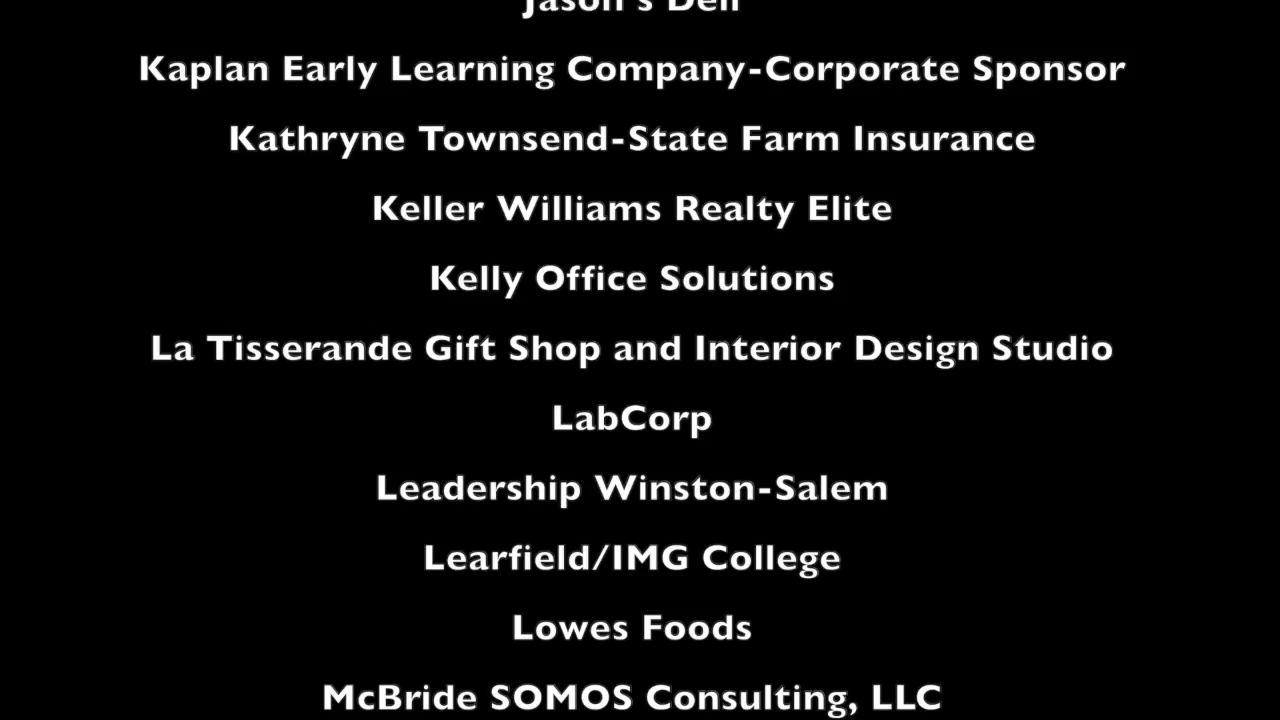 Jason's Deli
Kaplan Early Learning Company-Corporate Sponsor
Kathryne Townsend-State Farm Insurance
Keller Williams Realty Elite
Kelly Office Solutions
La Tisserande Gift Shop and Interior Design Studio
LabCorp
Leadership Winston-Salem
Learfield/IMG College
Lowes Foods
McBride SOMOS Consulting, LLC